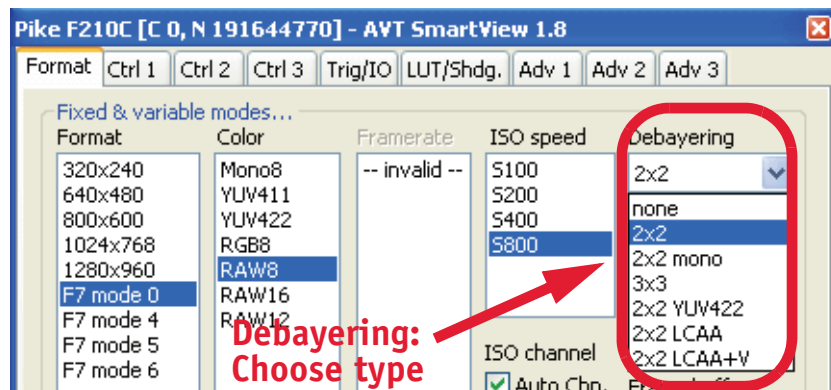 Pike F210C [C 0, N 191644770] - AVT SmartView 1.8
Format Ctrl 1 Ctrl 2 Ctrl 3 Trig/IO LUT/Shdg. Adv 1 Adv 2 Adv 3
Fixed & variable modes...
Format
320x240
640x480
800x600
1024x768
1280x960
F7 mode 0
F7 mode 4
F7 mode 5
F7 mode 6
Color
Mono8
YUV411
YUV422
RGB8
RAW8
RAW16
RAW12
Framerate
-- invalid --
ISO speed
S100
S200
S400
S800
Debayering
2x2
none
2x2
2x2 mono
3x3
2x2 YUV422
2x2 LCAA
2x2 LCAA+V
Debayering:
Choose type
ISO channel
Auto Chn.